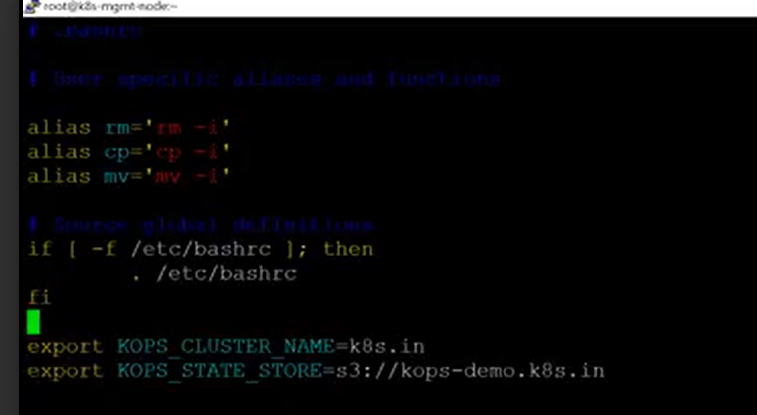 root@k8s-mgmt-node:~
# .bashrc
# User specific aliases and functions
alias rm='rm -i'
alias cp='cp -i'
alias mv='mv -i'
# Source global definitions
if [ -f /etc/bashrc ]; then
. /etc/bashrc
fi
export KOPS_CLUSTER_NAME=k8s.in
export KOPS_STATE_STORE=s3://kops-demo.k8s.in